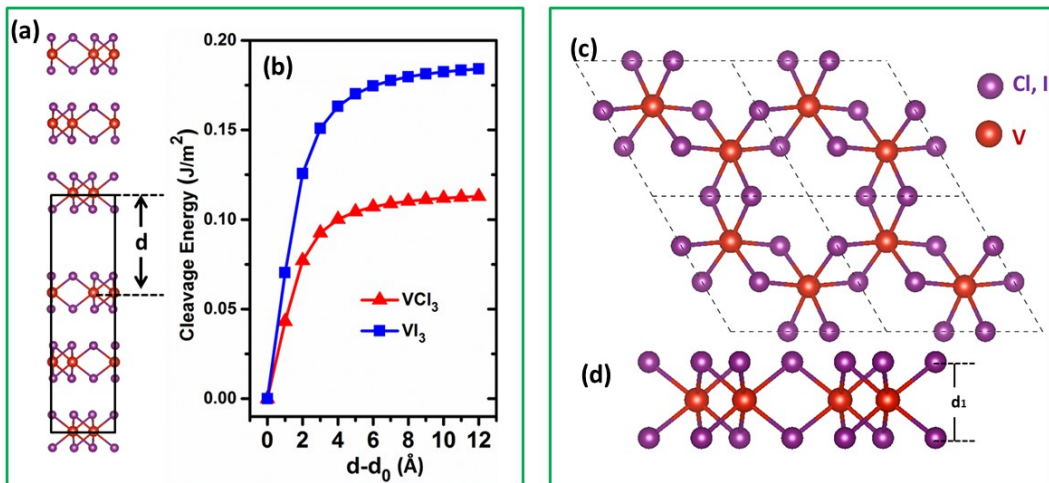 (a)
d
(b)
Cleavage Energy (J/m²)
0.20
0.15
0.10
0.05
0.00
VCl₃
VI₃
0 2 4 6 8 10 12
d-d₀ (Å)
(c)
Cl, I
V
(d)
d₁